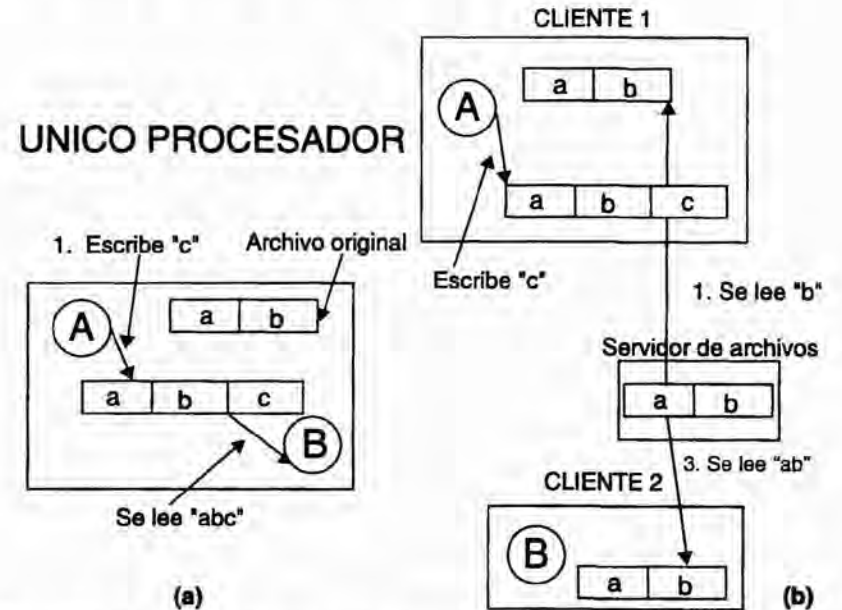 UNICO PROCESADOR
1. Escribe "c"
Archivo original
A
a b
a b c
B
Se lee "abc"
(a)
CLIENTE 1
A
a b
a b c
Escribe "c"
1. Se lee "b"
Servidor de archivos
a b
3. Se lee "ab"
CLIENTE 2
B
a b
(b)